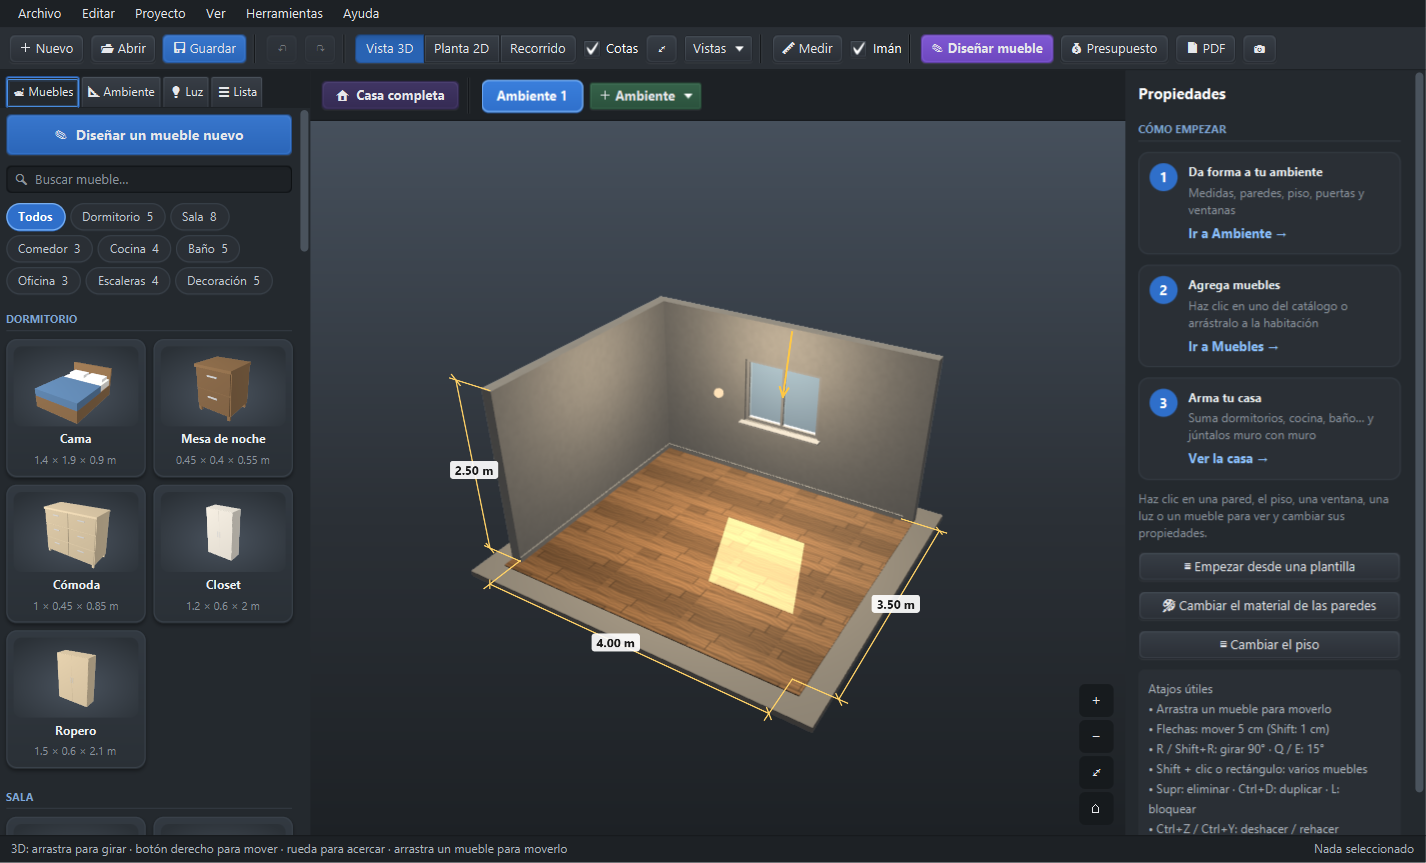 Archivo Editar Proyecto Ver Herramientas Ayuda
Nuevo Abrir Guardar Vista 3D Planta 2D Recorrido Cotas Vistas Medir Imán Diseñar mueble Presupuesto PDF
Muebles Ambiente Luz Lista
Casa completa Ambiente 1 + Ambiente
Diseñar un mueble nuevo
Buscar mueble...
Todos Dormitorio 5 Sala 8
Comedor 3 Cocina 4 Baño 5
Oficina 3 Escaleras 4 Decoración 5
DORMITORIO
Cama
1.4 × 1.9 × 0.9 m
Mesa de noche
0.45 × 0.4 × 0.55 m
Cómoda
1 × 0.45 × 0.85 m
Closet
1.2 × 0.6 × 2 m
Ropero
1.5 × 0.6 × 2.1 m
SALA
2.50 m
3.50 m
4.00 m
+
−
Propiedades
CÓMO EMPEZAR
1
Da forma a tu ambiente
Medidas, paredes, piso, puertas y
ventanas
Ir a Ambiente →
2
Agrega muebles
Haz clic en uno del catálogo o
arrástralo a la habitación
Ir a Muebles →
3
Arma tu casa
Suma dormitorios, cocina, baño... y
júntalos muro con muro
Ver la casa →
Haz clic en una pared, el piso, una ventana, una
luz o un mueble para ver y cambiar sus
propiedades.
Empezar desde una plantilla
Cambiar el material de las paredes
Cambiar el piso
Atajos útiles
• Arrastra un mueble para moverlo
• Flechas: mover 5 cm (Shift: 1 cm)
• R / Shift+R: girar 90° · Q / E: 15°
• Shift + clic o rectángulo: varios muebles
• Supr: eliminar · Ctrl+D: duplicar · L:
bloquear
• Ctrl+Z / Ctrl+Y: deshacer / rehacer
3D: arrastra para girar · botón derecho para mover · rueda para acercar · arrastra un mueble para moverlo
Nada seleccionado